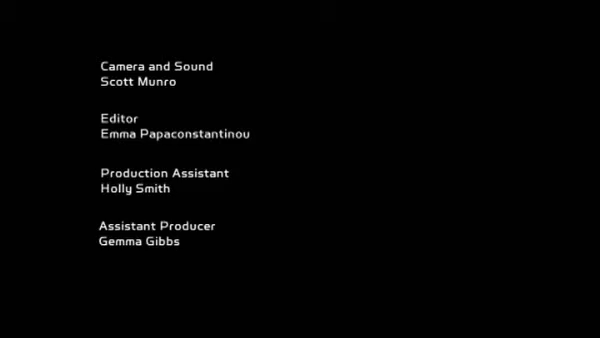 Camera and Sound
Scott Munro
Editor
Emma Papaconstantinou
Production Assistant
Holly Smith
Assistant Producer
Gemma Gibbs